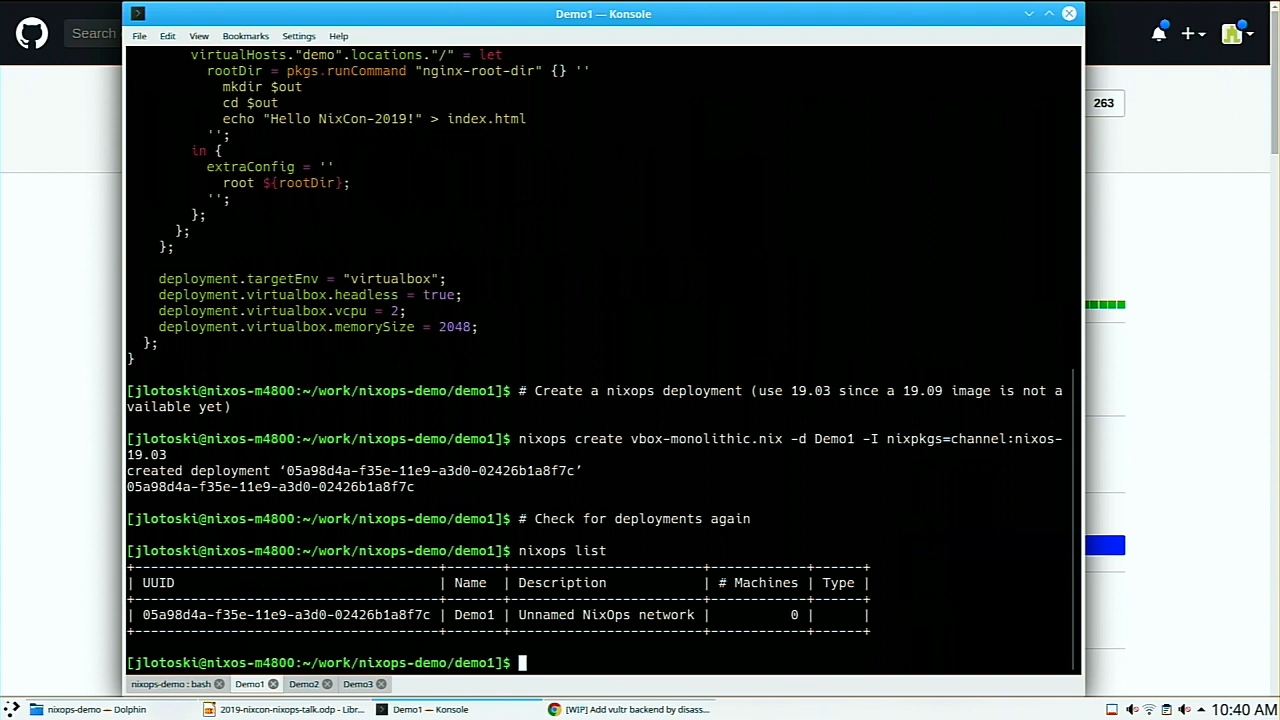 Demo1 — Konsole
Search
File Edit View Bookmarks Settings Help
virtualHosts."demo".locations."/" = let
rootDir = pkgs.runCommand "nginx-root-dir" {} ''
mkdir $out
cd $out
echo "Hello NixCon-2019!" > index.html
'';
in {
extraConfig = ''
root ${rootDir};
'';
};
};
};
deployment.targetEnv = "virtualbox";
deployment.virtualbox.headless = true;
deployment.virtualbox.vcpu = 2;
deployment.virtualbox.memorySize = 2048;
};
}
263
[jlotoski@nixos-m4800:~/work/nixops-demo/demo1]$ # Create a nixops deployment (use 19.03 since a 19.09 image is not a
vailable yet)
[jlotoski@nixos-m4800:~/work/nixops-demo/demo1]$ nixops create vbox-monolithic.nix -d Demo1 -I nixpkgs=channel:nixos-
19.03
created deployment ‘05a98d4a-f35e-11e9-a3d0-02426b1a8f7c’
05a98d4a-f35e-11e9-a3d0-02426b1a8f7c
[jlotoski@nixos-m4800:~/work/nixops-demo/demo1]$ # Check for deployments again
[jlotoski@nixos-m4800:~/work/nixops-demo/demo1]$ nixops list
+--------------------------------------+-------+------------------------+------------+------+
| UUID | Name | Description | # Machines | Type |
+--------------------------------------+-------+------------------------+------------+------+
| 05a98d4a-f35e-11e9-a3d0-02426b1a8f7c | Demo1 | Unnamed NixOps network | 0 | |
+--------------------------------------+-------+------------------------+------------+------+
[jlotoski@nixos-m4800:~/work/nixops-demo/demo1]$
nixops-demo : bash Demo1 Demo2 Demo3
nixops-demo — Dolphin 2019-nixcon-nixops-talk.odp - Libr... Demo1 — Konsole [WIP] Add vultr backend by disass... 10:40 AM